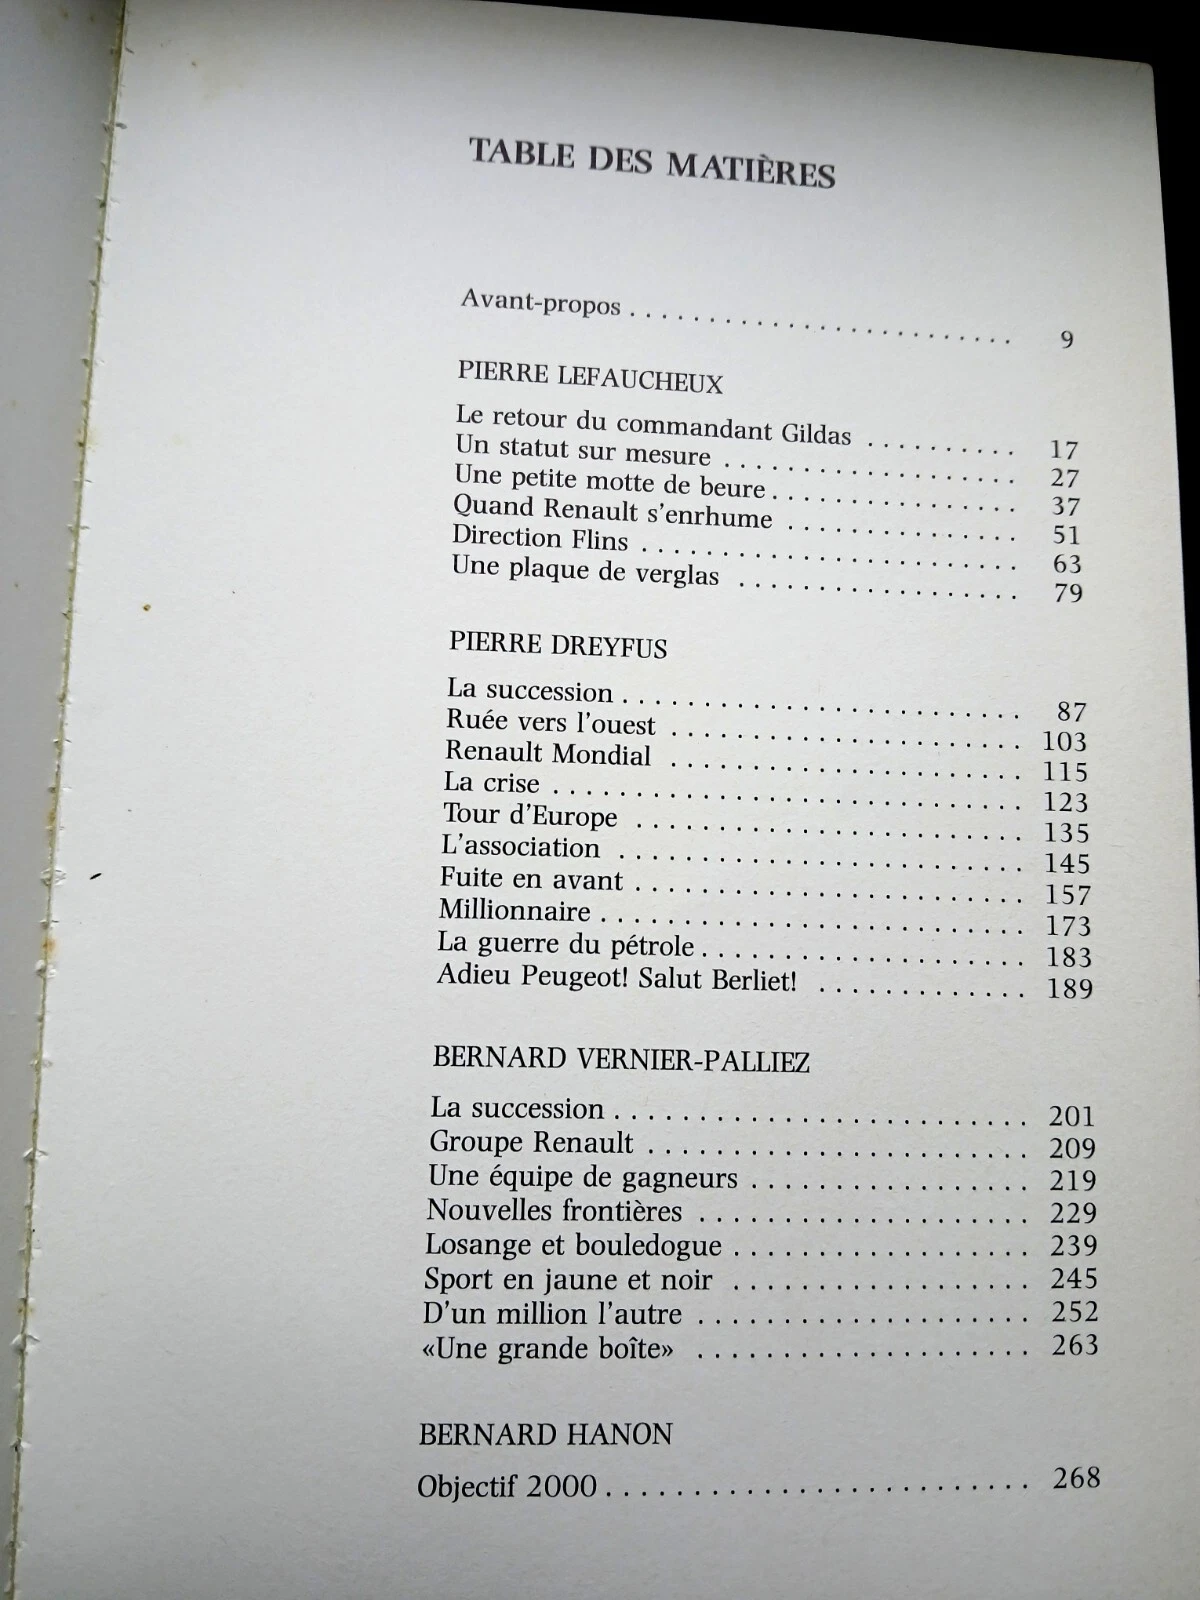 TABLE DES MATIÈRES
Avant-propos . . . . . . . . . . . . . . . . . . . . . . . . . 9
PIERRE LEFAUCHEUX
Le retour du commandant Gildas . . . . . . . . . . 17
Un statut sur mesure . . . . . . . . . . . . . . . . . . 27
Une petite motte de beure . . . . . . . . . . . . . . . 37
Quand Renault s'enrhume . . . . . . . . . . . . . . 51
Direction Flins . . . . . . . . . . . . . . . . . . . . . . . 63
Une plaque de verglas . . . . . . . . . . . . . . . . . 79
PIERRE DREYFUS
La succession . . . . . . . . . . . . . . . . . . . . . . . . 87
Ruée vers l'ouest . . . . . . . . . . . . . . . . . . . . . 103
Renault Mondial . . . . . . . . . . . . . . . . . . . . . 115
La crise . . . . . . . . . . . . . . . . . . . . . . . . . . . . 123
Tour d'Europe . . . . . . . . . . . . . . . . . . . . . . . 135
L'association . . . . . . . . . . . . . . . . . . . . . . . . 145
Fuite en avant . . . . . . . . . . . . . . . . . . . . . . . 157
Millionnaire . . . . . . . . . . . . . . . . . . . . . . . . . 173
La guerre du pétrole . . . . . . . . . . . . . . . . . . . 183
Adieu Peugeot! Salut Berliet! . . . . . . . . . . . . . 189
BERNARD VERNIER-PALLIEZ
La succession . . . . . . . . . . . . . . . . . . . . . . . . 201
Groupe Renault . . . . . . . . . . . . . . . . . . . . . . 209
Une équipe de gagneurs . . . . . . . . . . . . . . . . 219
Nouvelles frontières . . . . . . . . . . . . . . . . . . . 229
Losange et bouledogue . . . . . . . . . . . . . . . . . 239
Sport en jaune et noir . . . . . . . . . . . . . . . . . 245
D'un million l'autre . . . . . . . . . . . . . . . . . . . 252
«Une grande boîte» . . . . . . . . . . . . . . . . . . . 263
BERNARD HANON
Objectif 2000 . . . . . . . . . . . . . . . . . . . . . . . . 268